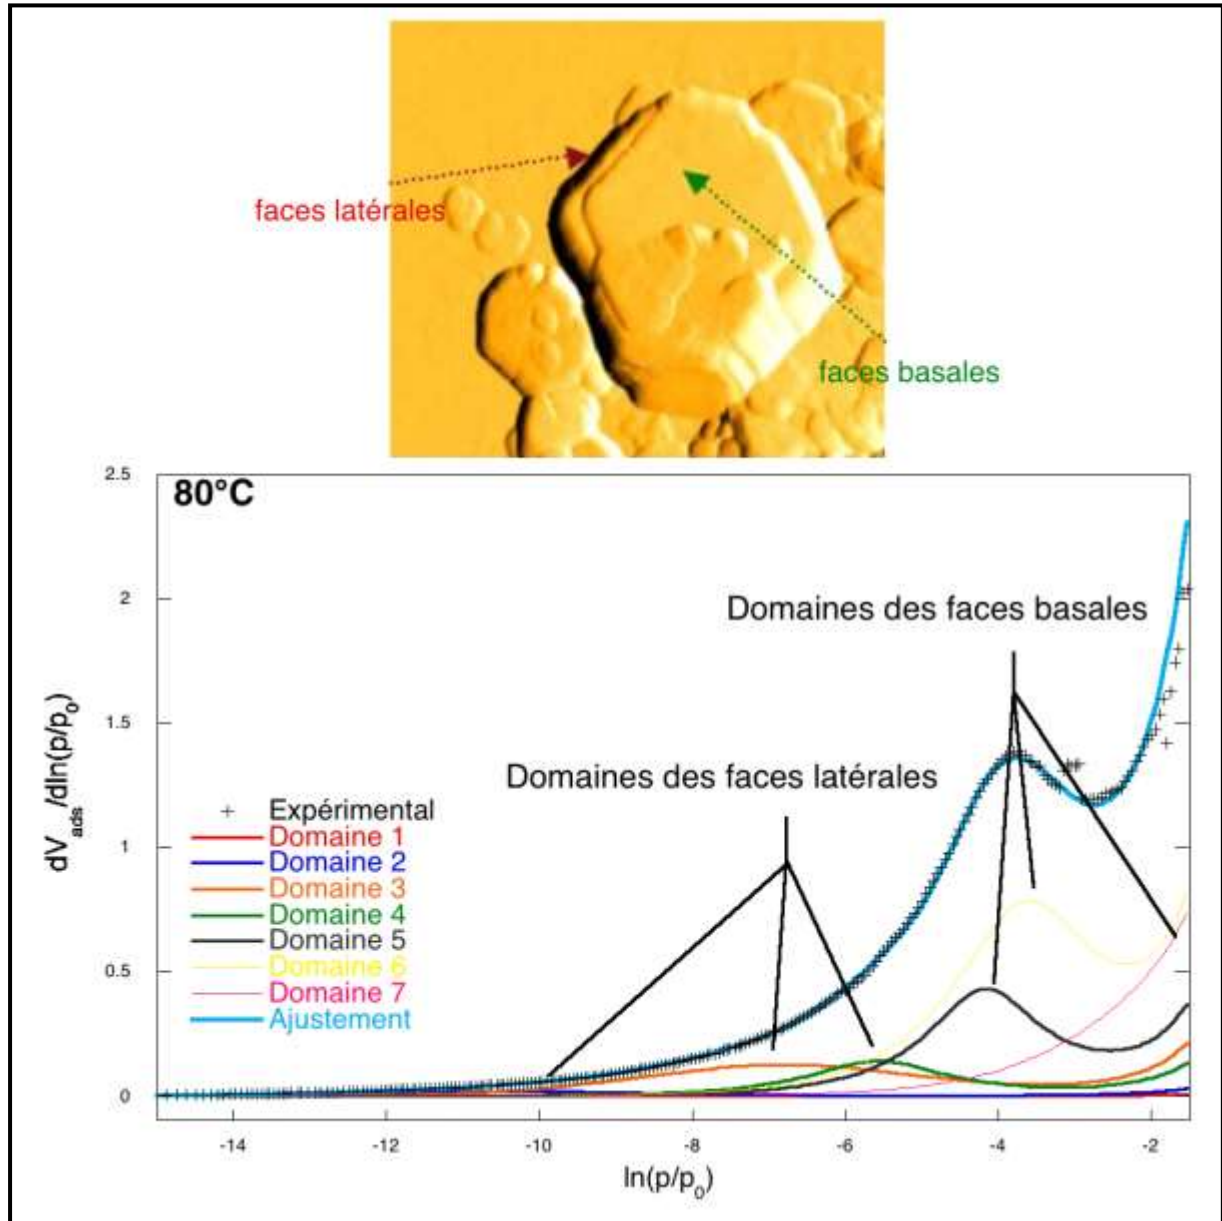 faces latérales
faces basales
80°C
Domaines des faces basales
Domaines des faces latérales
Expérimental
Domaine 1
Domaine 2
Domaine 3
Domaine 4
Domaine 5
Domaine 6
Domaine 7
Ajustement
dV_ads /dln(p/p_0)
2.5
2
1.5
1
0.5
0
-14
-12
-10
-8
-6
-4
-2
ln(p/p_0)